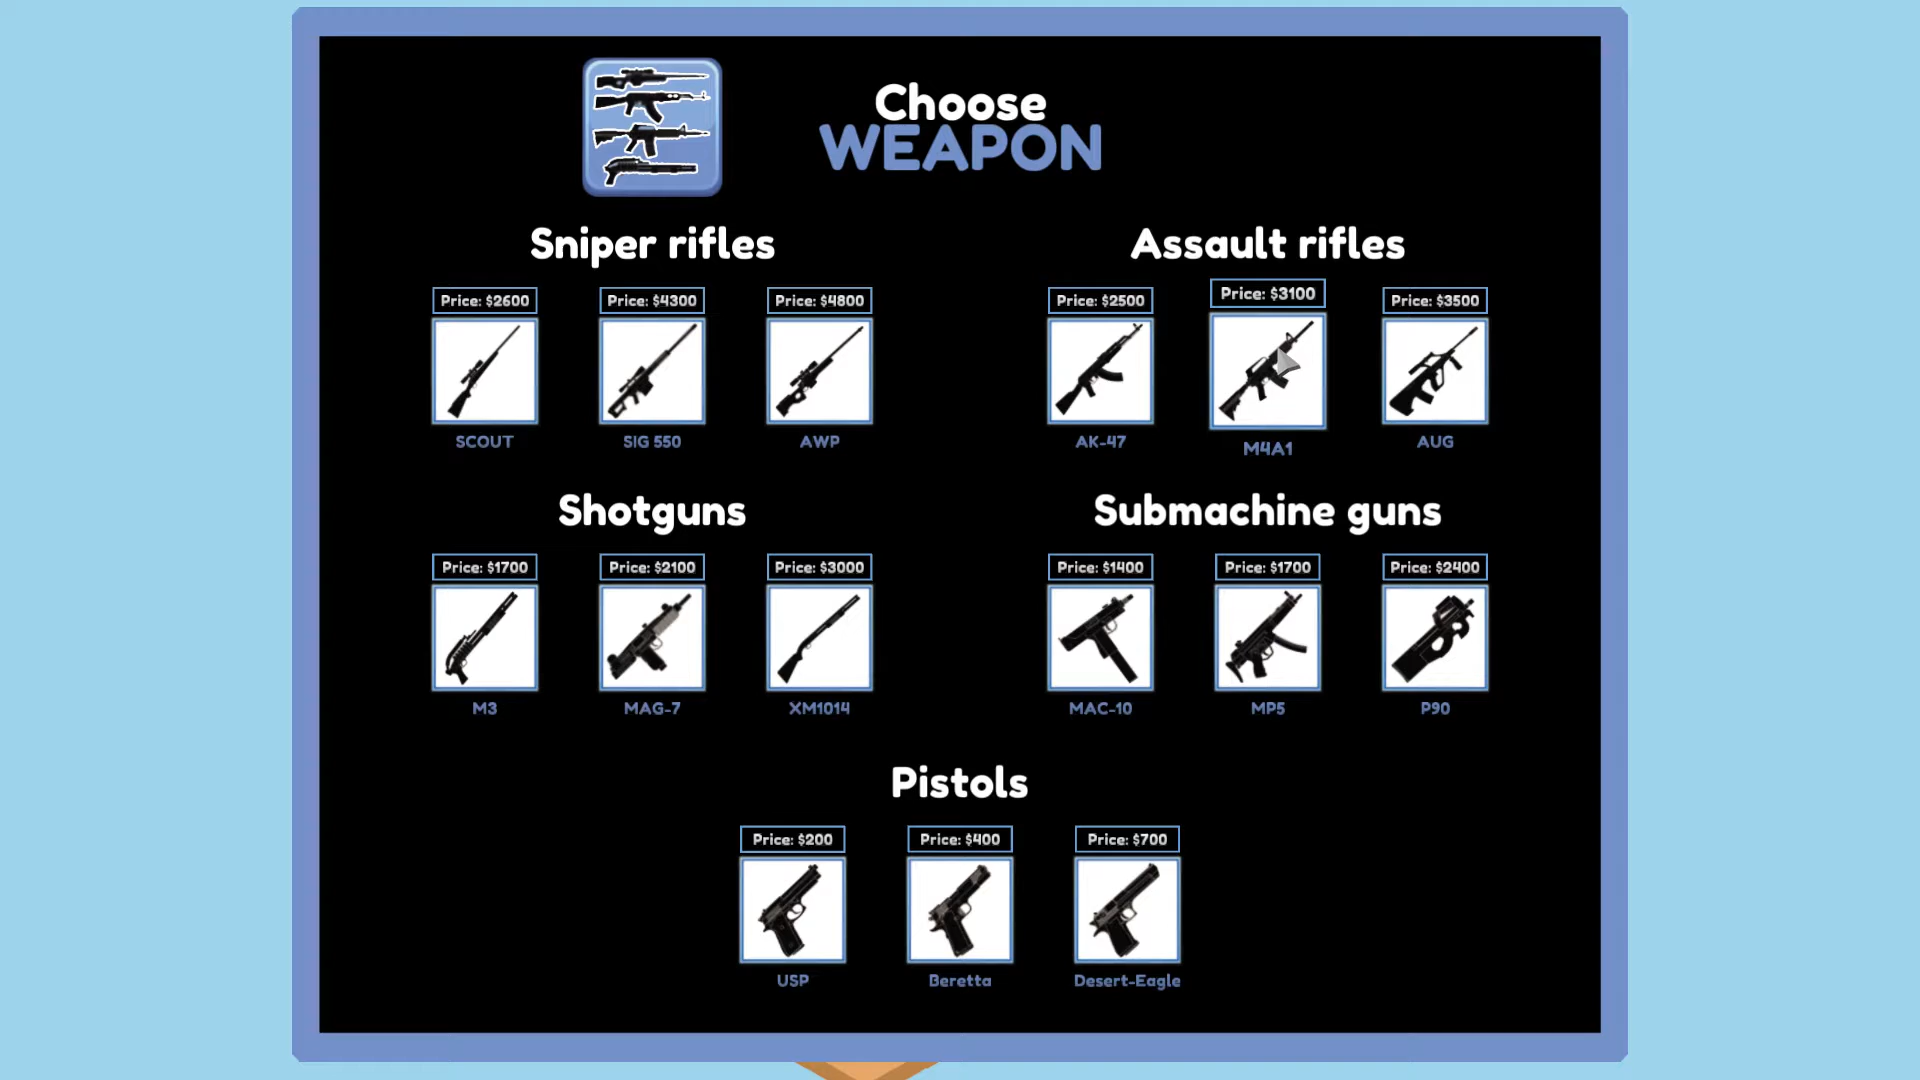 Choose
WEAPON
Sniper rifles
Price: $2600
Price: $4300
Price: $4800
SCOUT
SIG 550
AWP
Assault rifles
Price: $2500
Price: $3100
Price: $3500
AK-47
M4A1
AUG
Shotguns
Price: $1700
Price: $2100
Price: $3000
M3
MAG-7
XM1014
Submachine guns
Price: $1400
Price: $1700
Price: $2400
MAC-10
MP5
P90
Pistols
Price: $200
Price: $400
Price: $700
USP
Beretta
Desert-Eagle